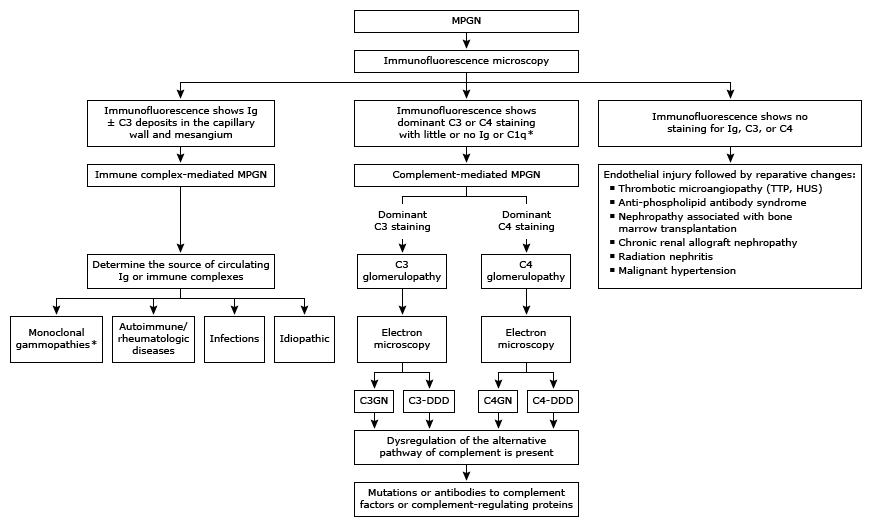 MPGN
Immunofluorescence microscopy
Immunofluorescence shows Ig
± C3 deposits in the capillary
wall and mesangium
Immunofluorescence shows
dominant C3 or C4 staining
with little or no Ig or C1q*
Immunofluorescence shows no
staining for Ig, C3, or C4
Immune complex-mediated MPGN
Complement-mediated MPGN
Endothelial injury followed by reparative changes:
▪ Thrombotic microangiopathy (TTP, HUS)
▪ Anti-phospholipid antibody syndrome
▪ Nephropathy associated with bone
marrow transplantation
▪ Chronic renal allograft nephropathy
▪ Radiation nephritis
▪ Malignant hypertension
Dominant
C3 staining
Dominant
C4 staining
Determine the source of circulating
Ig or immune complexes
C3
glomerulopathy
C4
glomerulopathy
Monoclonal
gammopathies*
Autoimmune/
rheumatologic
diseases
Infections
Idiopathic
Electron
microscopy
Electron
microscopy
C3GN
C3-DDD
C4GN
C4-DDD
Dysregulation of the alternative
pathway of complement is present
Mutations or antibodies to complement
factors or complement-regulating proteins